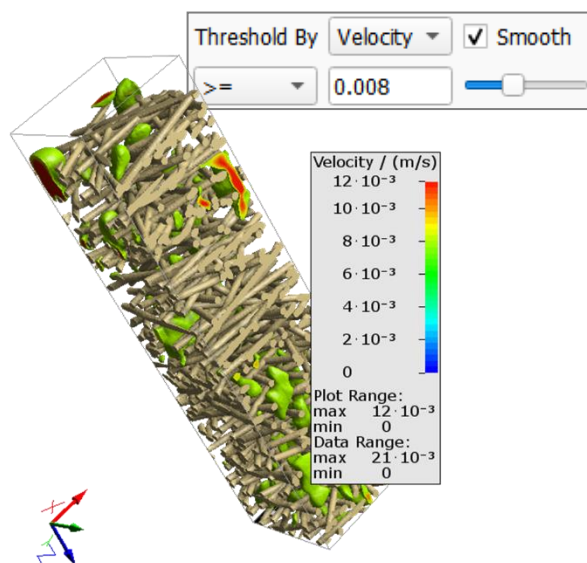 Threshold By Velocity Smooth
>= 0.008
Velocity / (m/s)
12·10⁻³
10·10⁻³
8·10⁻³
6·10⁻³
4·10⁻³
2·10⁻³
0
Plot Range:
max 12·10⁻³
min 0
Data Range:
max 21·10⁻³
min 0
X
Y
Z